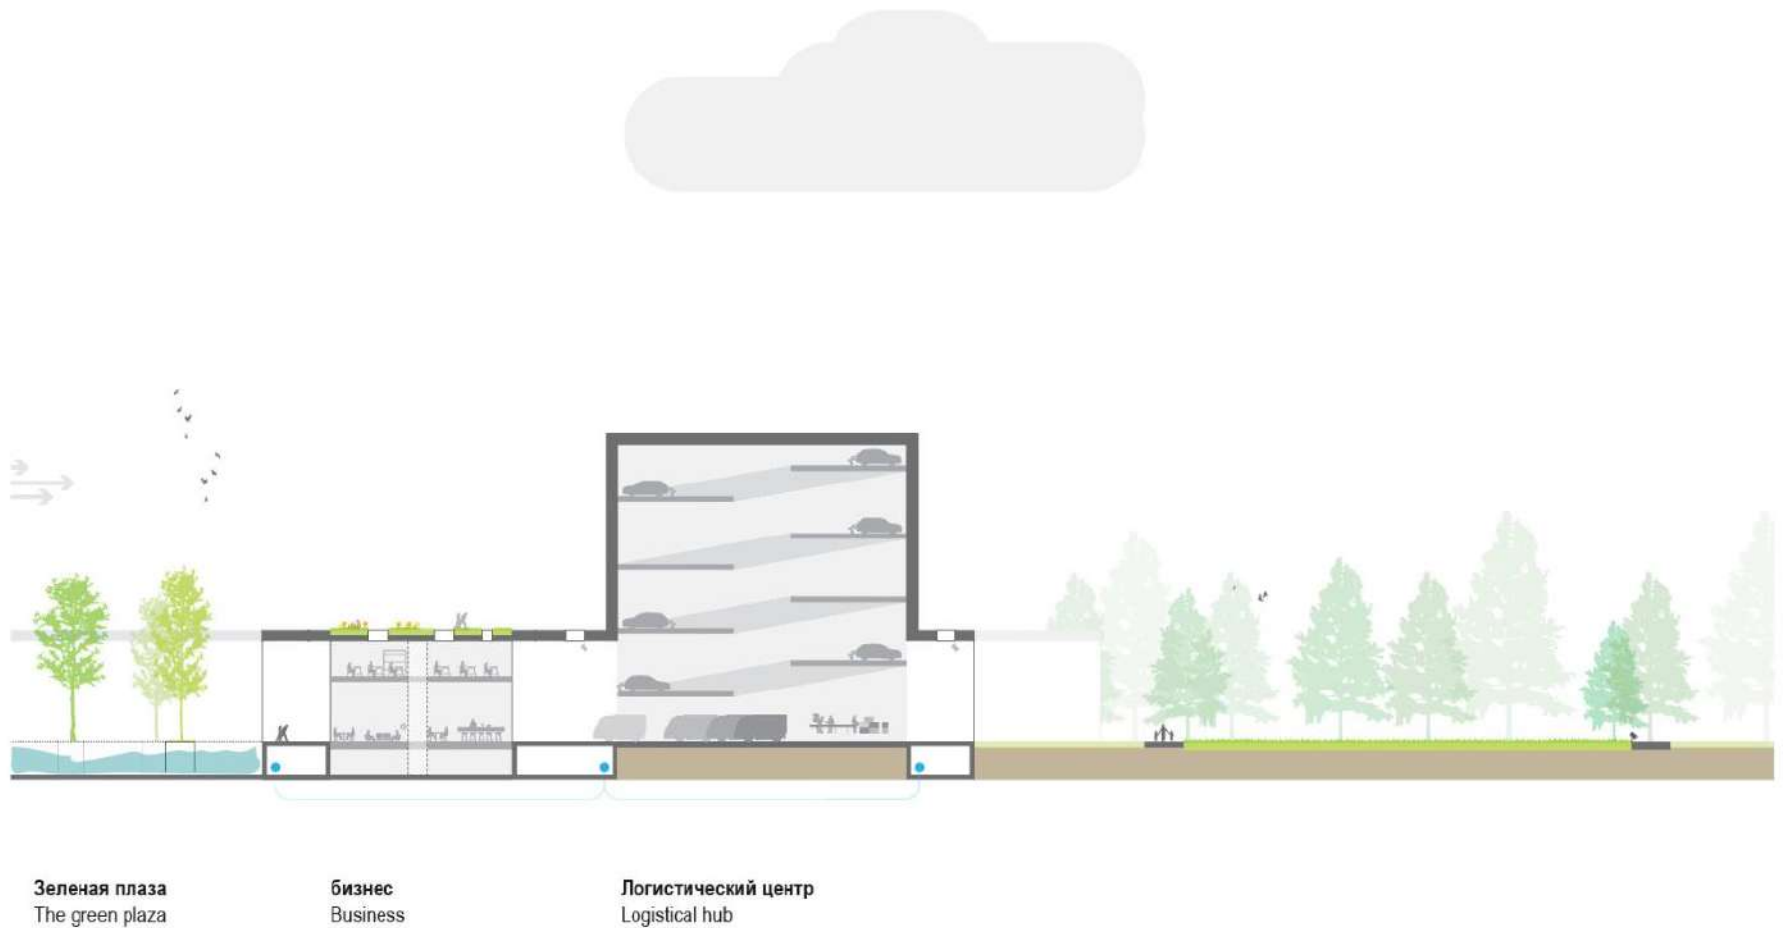 Зеленая плаза
The green plaza
бизнес
Business
Логистический центр
Logistical hub